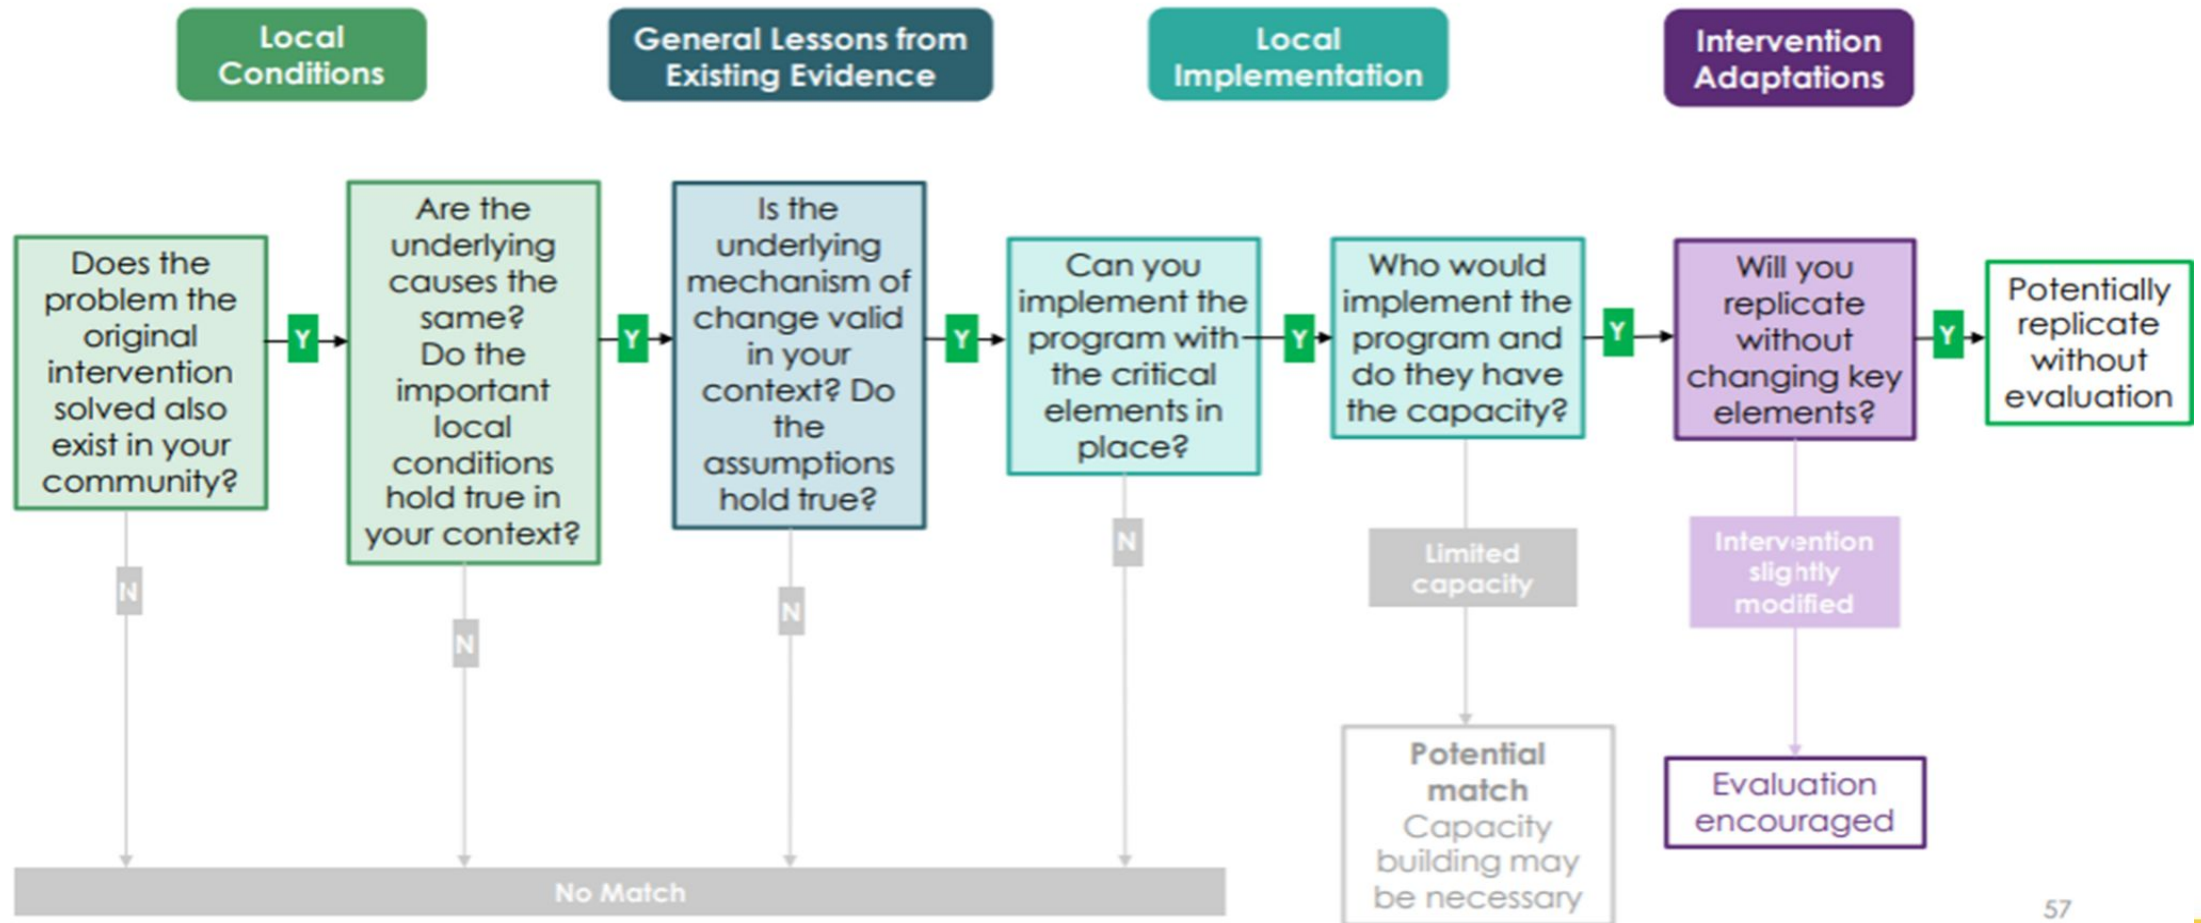 Local
Conditions
General Lessons from
Existing Evidence
Local
Implementation
Intervention
Adaptations
Does the
problem the
original
intervention
solved also
exist in your
community?
Y
Are the
underlying
causes the
same?
Do the
important
local
conditions
hold true in
your context?
Y
Is the
underlying
mechanism of
change valid
in your
context? Do
the
assumptions
hold true?
Y
Can you
implement the
program with
the critical
elements in
place?
Y
Who would
implement the
program and
do they have
the capacity?
Y
Will you
replicate
without
changing key
elements?
Y
Potentially
replicate
without
evaluation
N
N
N
N
Limited
capacity
Intervention
slightly
modified
Potential
match
Capacity
building may
be necessary
Evaluation
encouraged
No Match
57